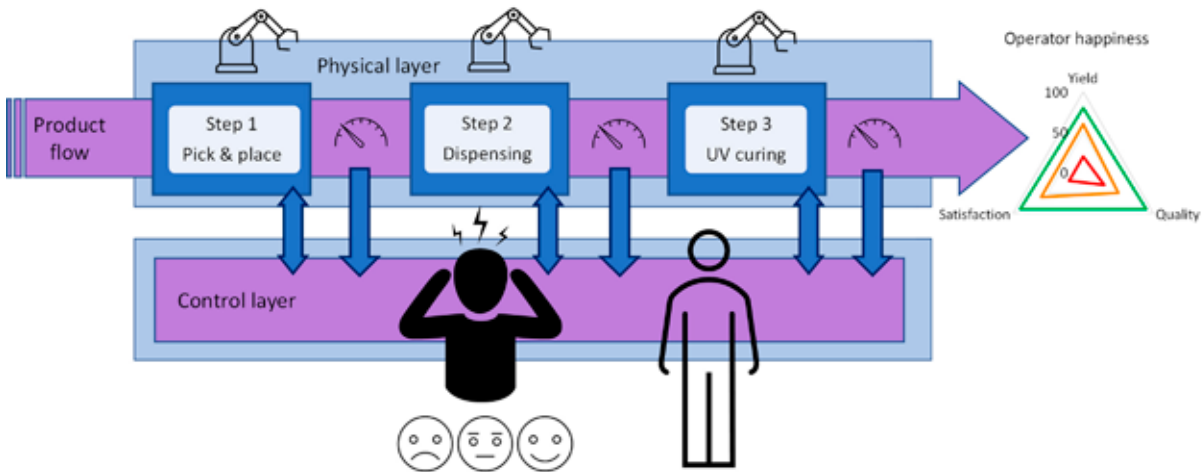 Physical layer
Product
flow
Step 1
Pick & place
Step 2
Dispensing
Step 3
UV curing
Control layer
Operator happiness
Yield
100
50
0
Satisfaction
Quality